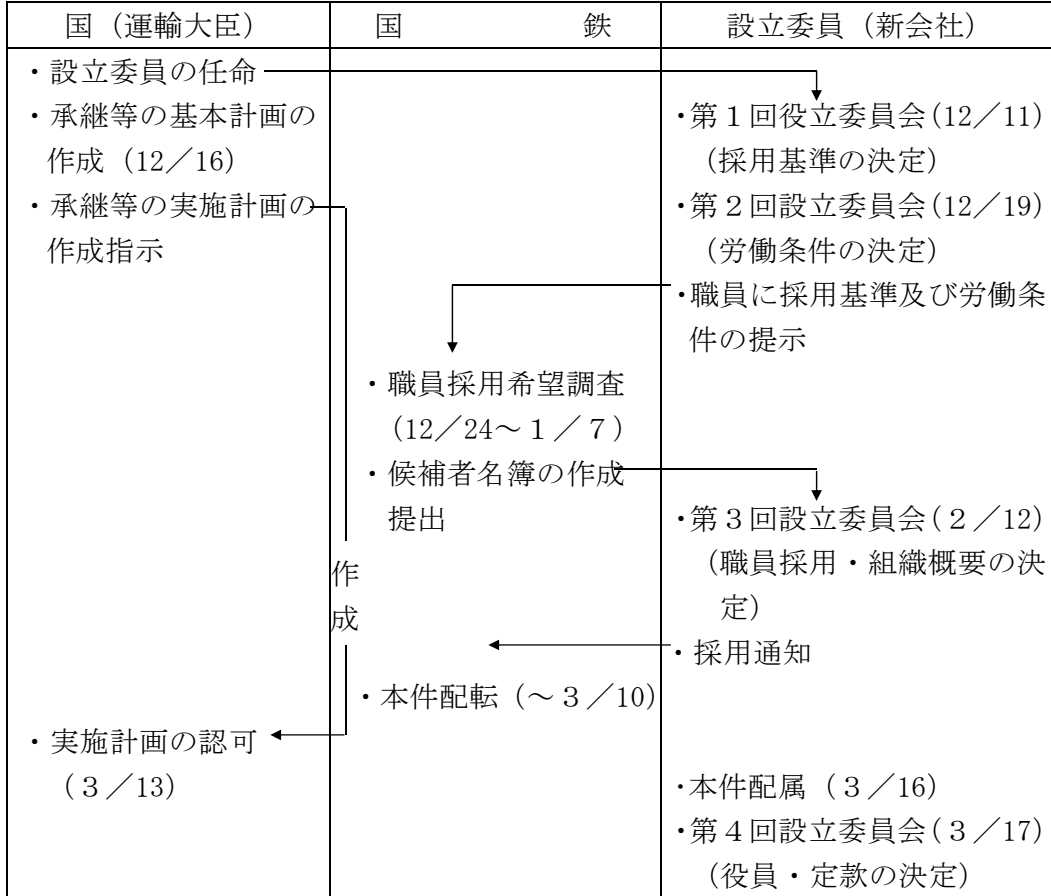 国（運輸大臣）
国　鉄
設立委員（新会社）
・設立委員の任命
・承継等の基本計画の
作成（12／16）
・承継等の実施計画の
作成指示
・実施計画の認可
（３／13）
・職員採用希望調査
（12／24～１／７）
・候補者名簿の作成
提出
作
成
・本件配転（～３／10）
・第１回役立委員会(12／11)
（採用基準の決定）
・第２回設立委員会(12／19)
（労働条件の決定）
・職員に採用基準及び労働条
件の提示
・第３回設立委員会(２／12)
（職員採用・組織概要の決
定）
・採用通知
・本件配属（３／16）
・第４回設立委員会(３／17)
（役員・定款の決定）